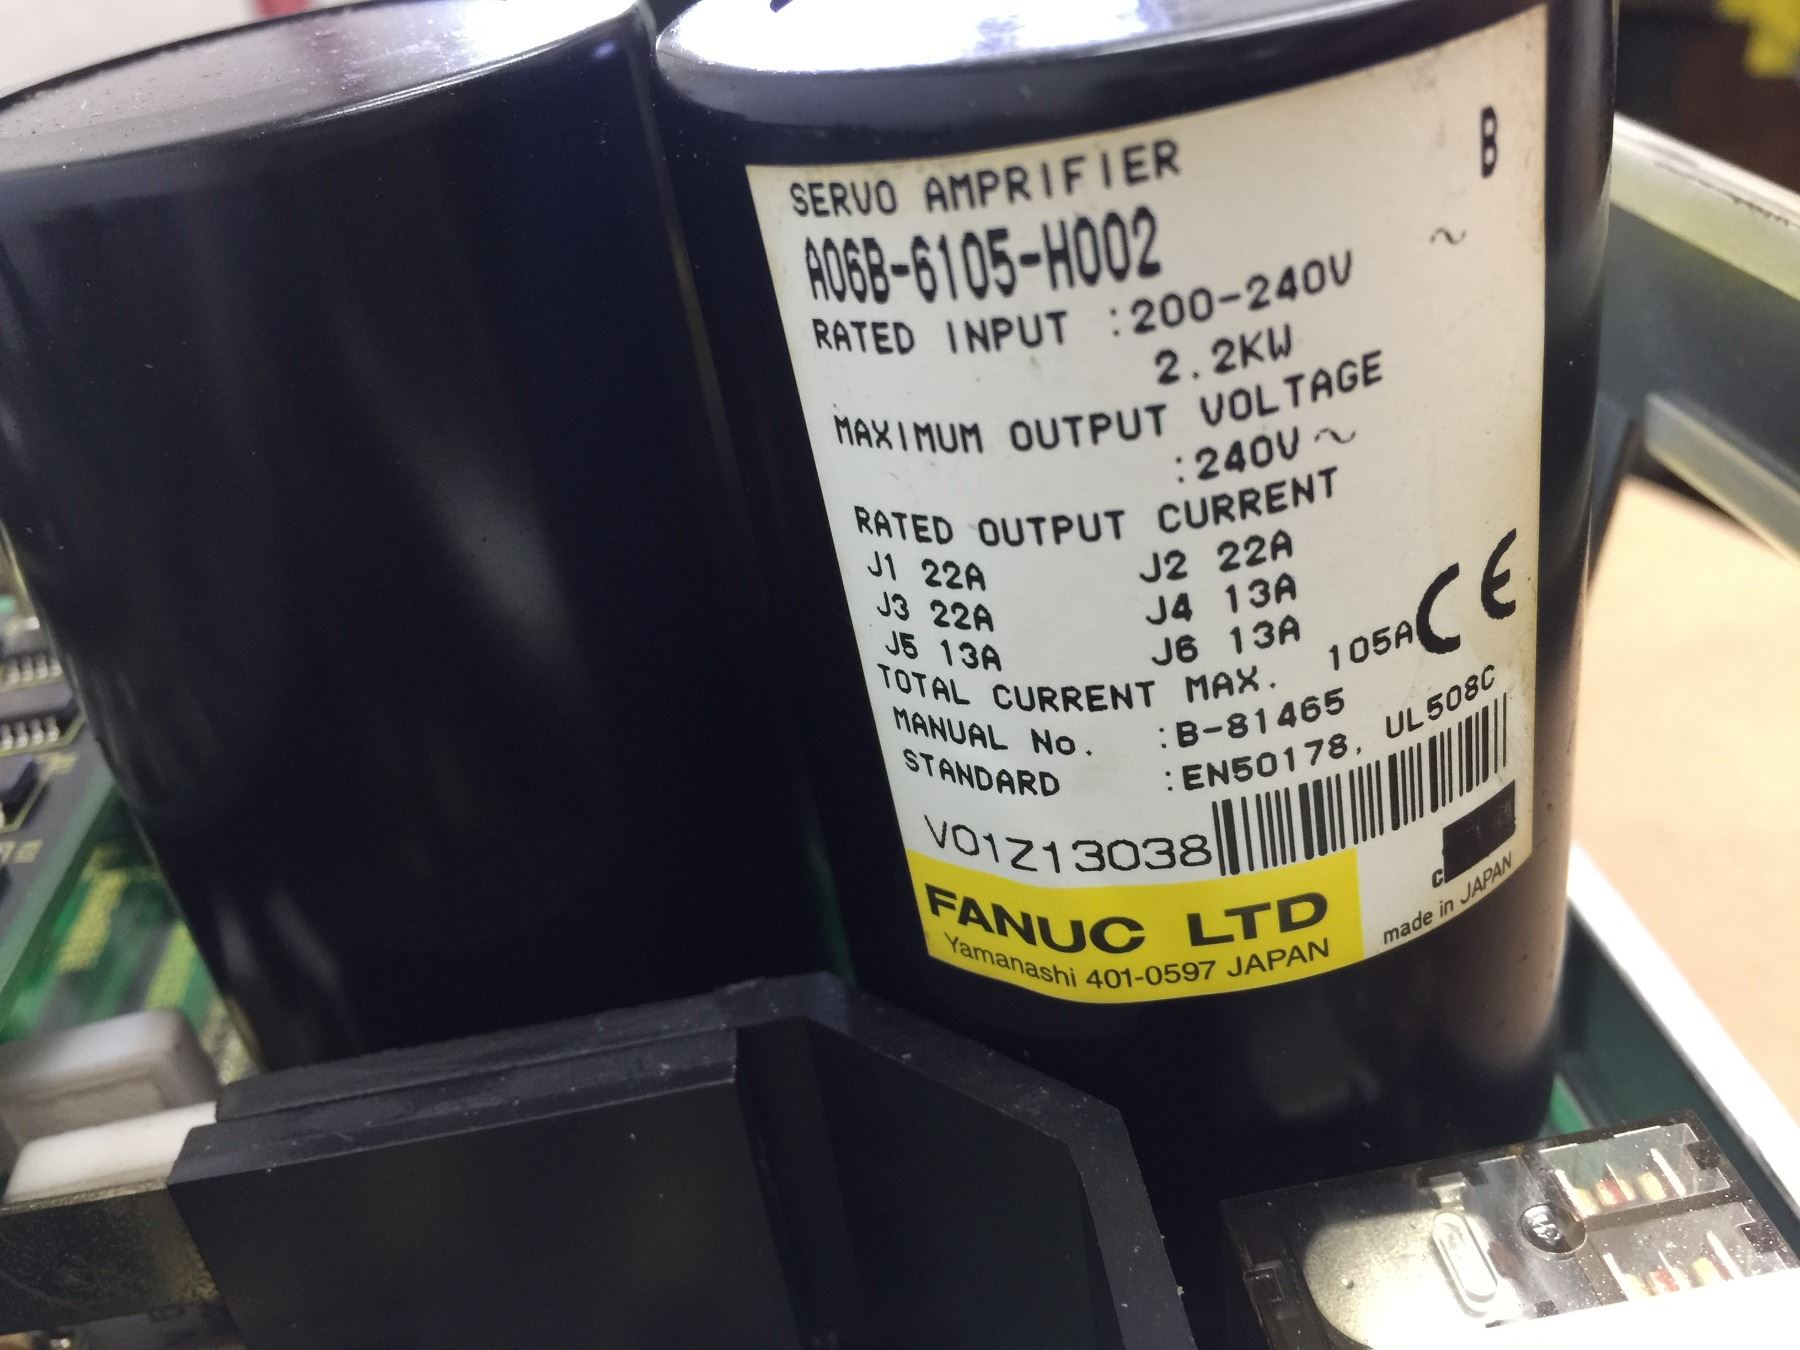 SERVO AMPRIFIER B
A06B-6105-H002
RATED INPUT :200-240V ~
2.2KW
MAXIMUM OUTPUT VOLTAGE
:240V~
RATED OUTPUT CURRENT
J1 22A J2 22A
J3 22A J4 13A
J5 13A J6 13A
TOTAL CURRENT MAX. 105A
CE
MANUAL No. :B-81465
STANDARD :EN50178, UL508C
V01Z13038
FANUC LTD
Yamanashi 401-0597 JAPAN
C
made in JAPAN